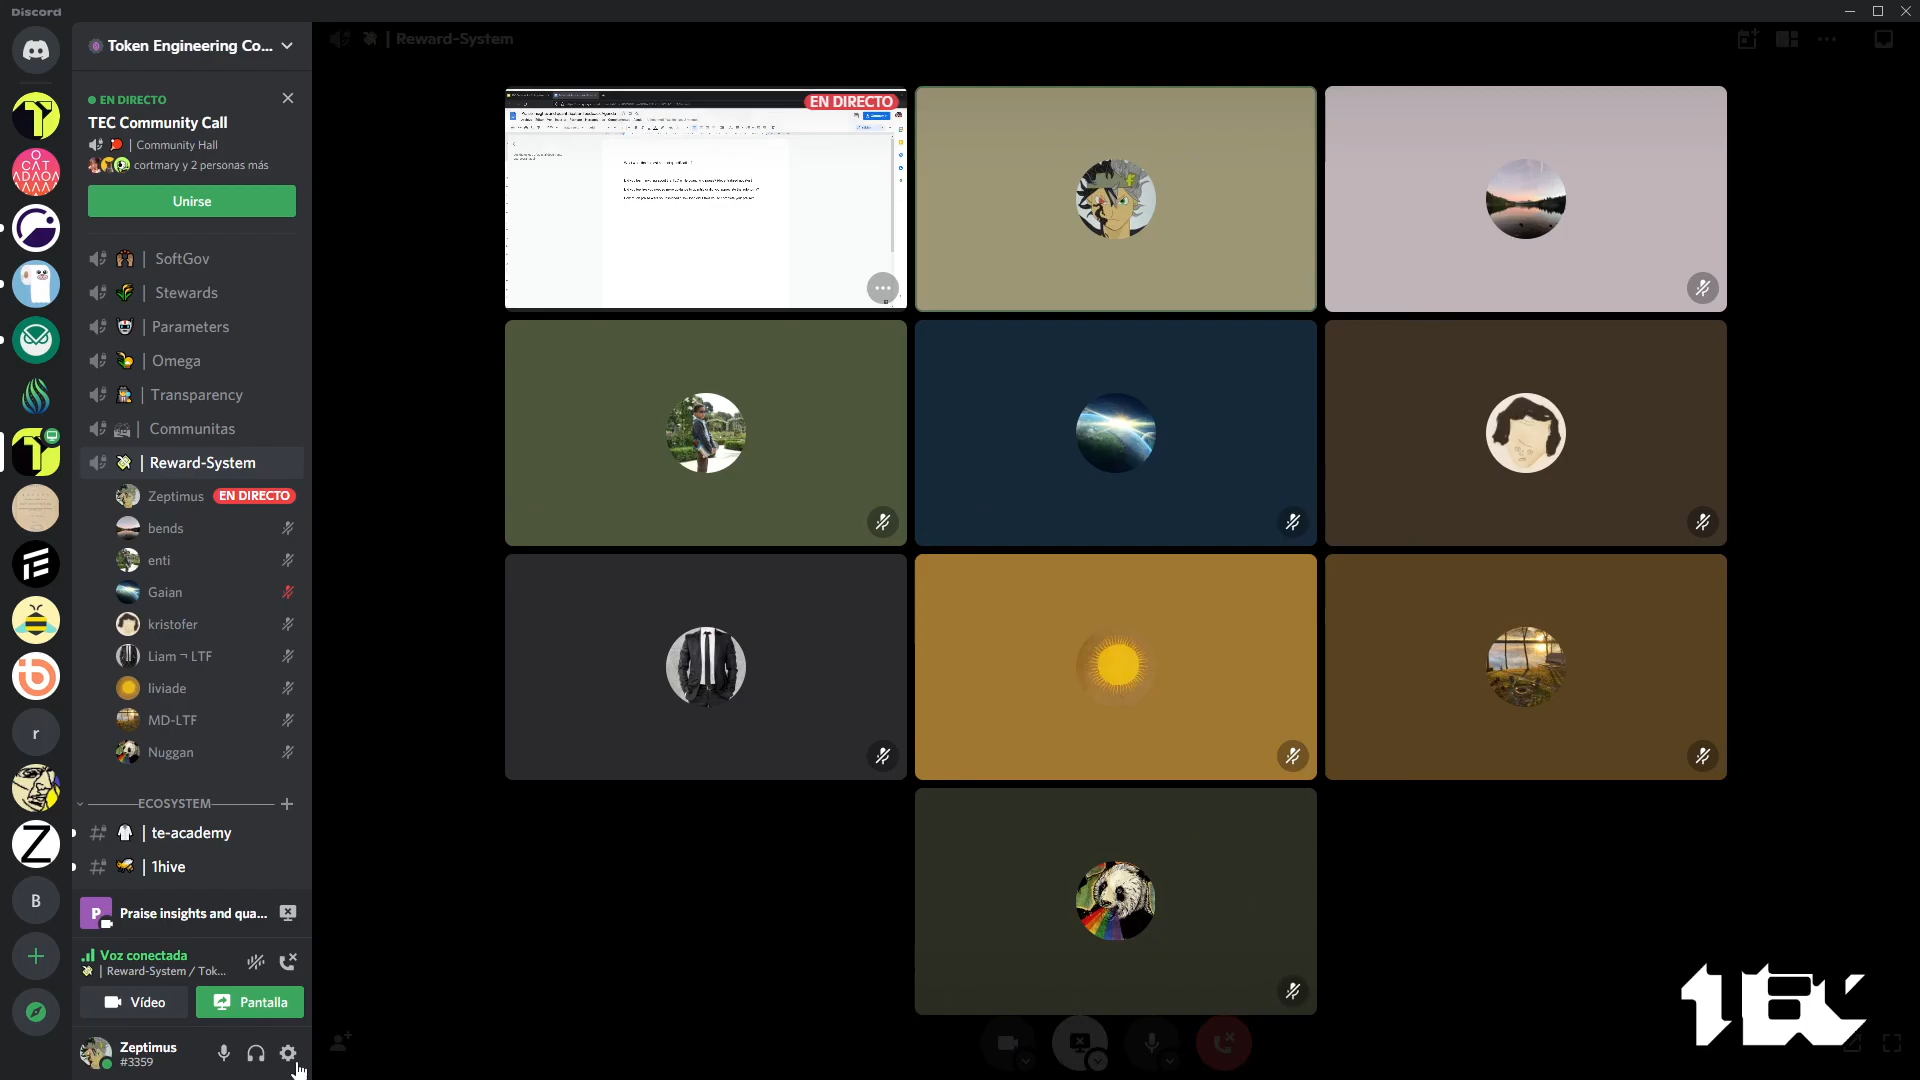 Discord
Token Engineering Co...
| Reward-System
EN DIRECTO
TEC Community Call
| Community Hall
cortmary y 2 personas más
Unirse
| SoftGov
| Stewards
| Parameters
| Omega
| Transparency
| Communitas
| Reward-System
Zeptimus EN DIRECTO
bends
enti
Gaian
kristofer
Liam ¬ LTF
liviade
MD-LTF
Nuggan
ECOSYSTEM
| te-academy
| 1hive
P Praise insights and qua...
Voz conectada
| Reward-System / Tok...
Vídeo
Pantalla
Zeptimus
#3359
r
B
EN DIRECTO
TEC